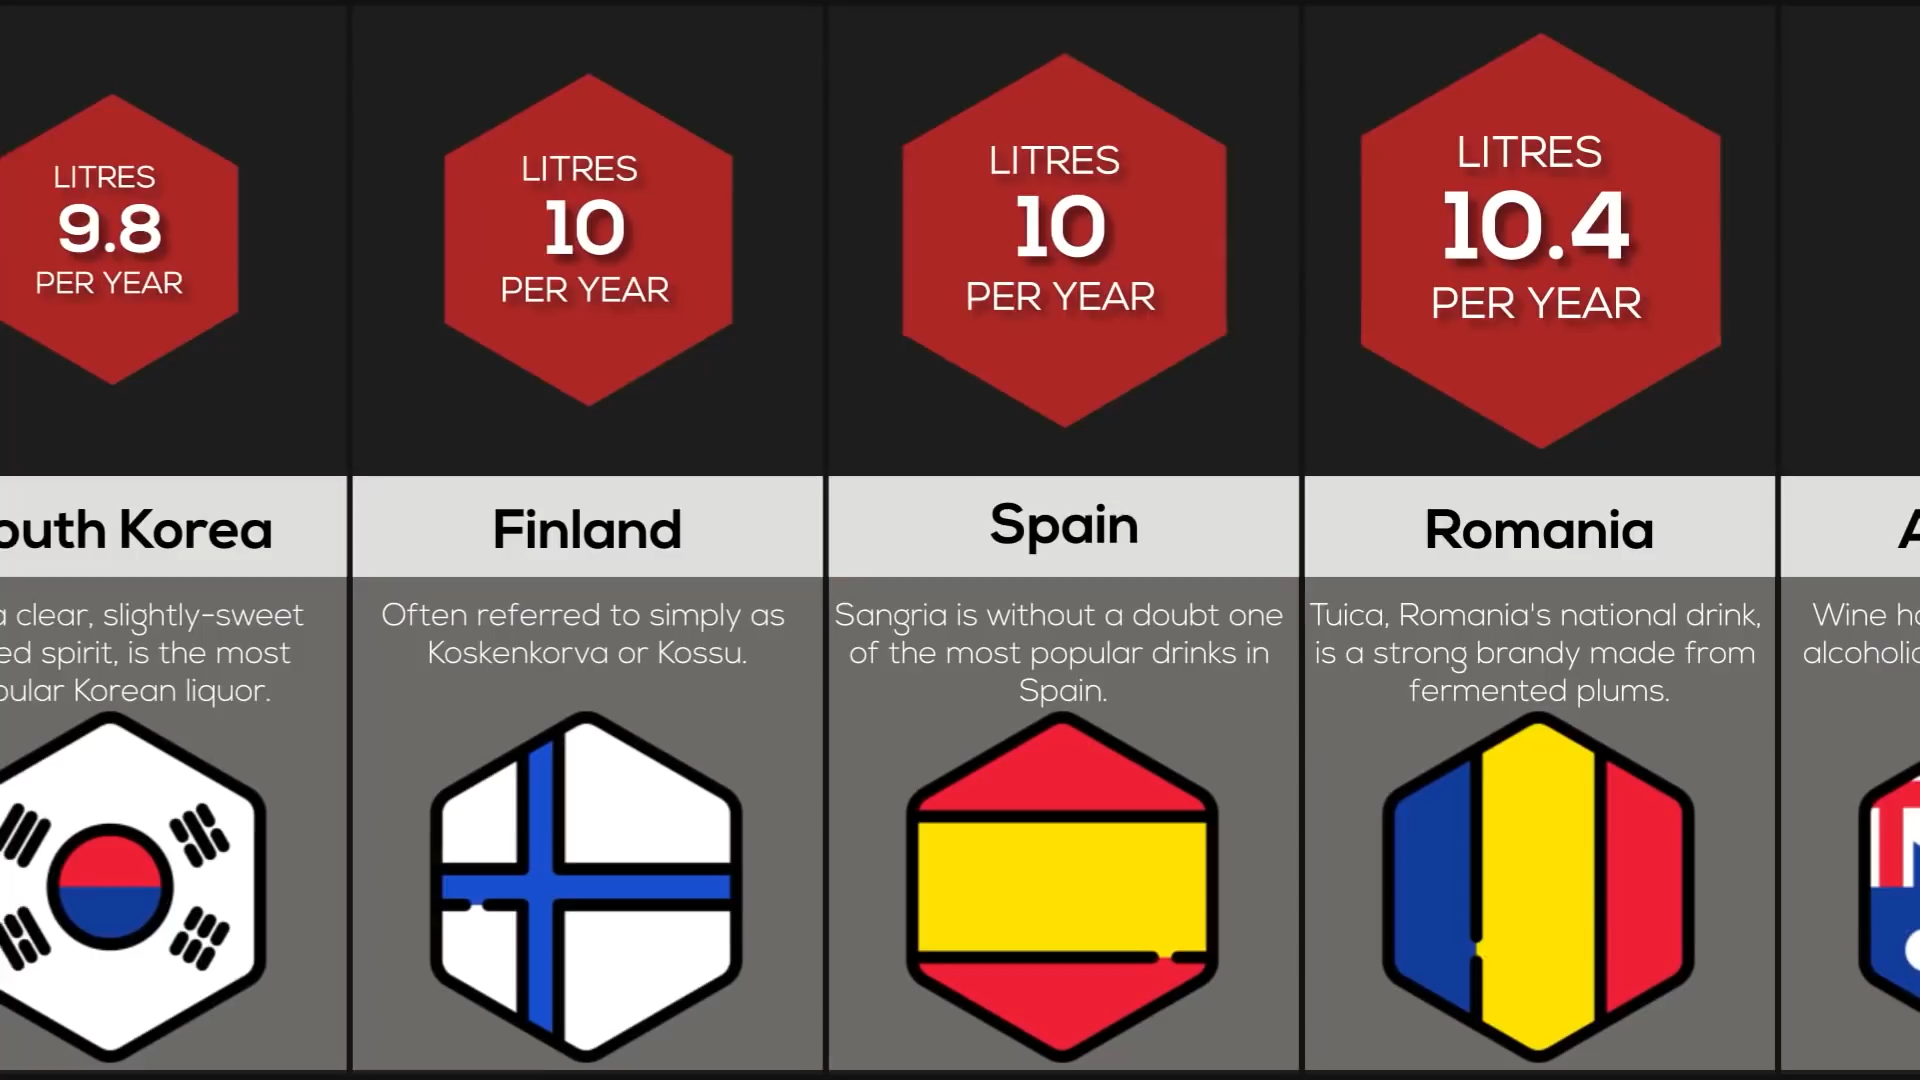 LITRES
9.8
PER YEAR
LITRES
10
PER YEAR
LITRES
10
PER YEAR
LITRES
10.4
PER YEAR
outh Korea
Finland
Spain
Romania
A
a clear, slightly-sweet
ed spirit, is the most
pular Korean liquor.
Often referred to simply as
Koskenkorva or Kossu.
Sangria is without a doubt one
of the most popular drinks in
Spain.
Tuica, Romania's national drink,
is a strong brandy made from
fermented plums.
Wine ha
alcoholic